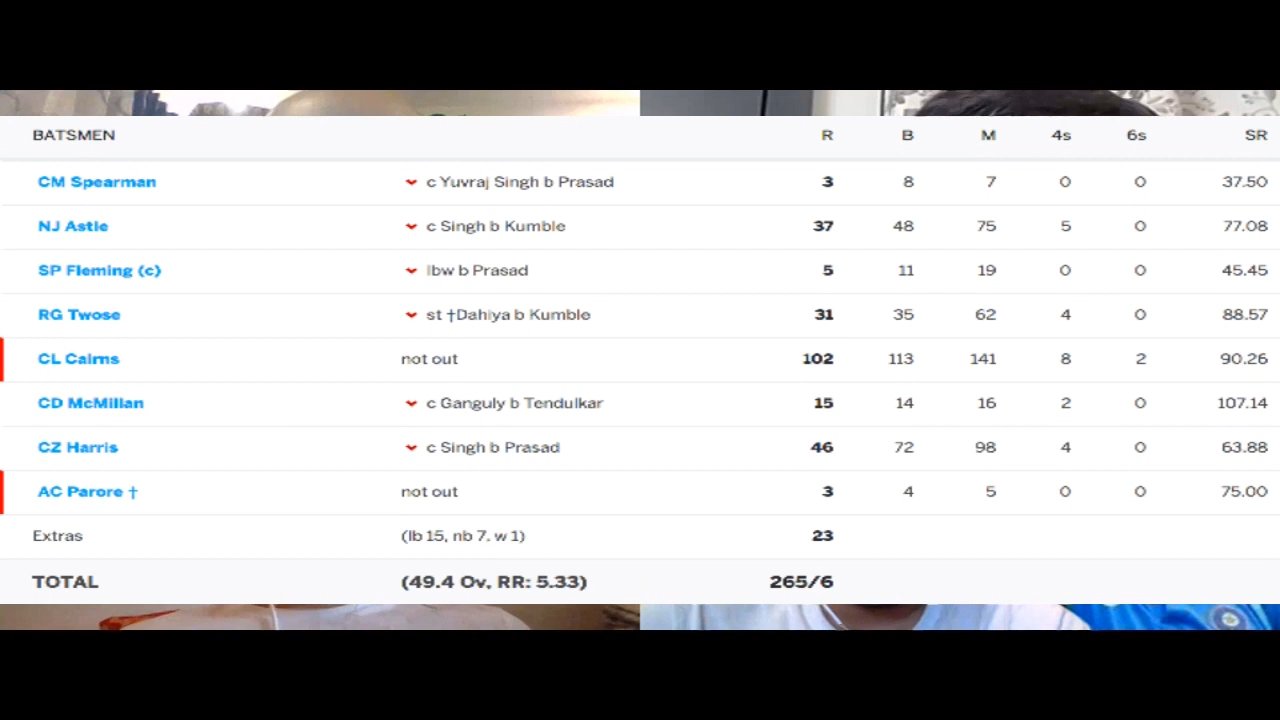 BATSMEN R B M 4s 6s SR
CM Spearman c Yuvraj Singh b Prasad 3 8 7 0 0 37.50
NJ Astle c Singh b Kumble 37 48 75 5 0 77.08
SP Fleming (c) lbw b Prasad 5 11 19 0 0 45.45
RG Twose st †Dahiya b Kumble 31 35 62 4 0 88.57
CL Cairns not out 102 113 141 8 2 90.26
CD McMillan c Ganguly b Tendulkar 15 14 16 2 0 107.14
CZ Harris c Singh b Prasad 46 72 98 4 0 63.88
AC Parore † not out 3 4 5 0 0 75.00
Extras (lb 15, nb 7, w 1) 23
TOTAL (49.4 Ov, RR: 5.33) 265/6